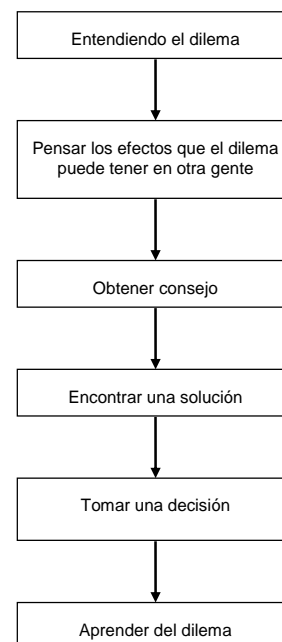 Entendiendo el dilema
Pensar los efectos que el dilema
puede tener en otra gente
Obtener consejo
Encontrar una solución
Tomar una decisión
Aprender del dilema